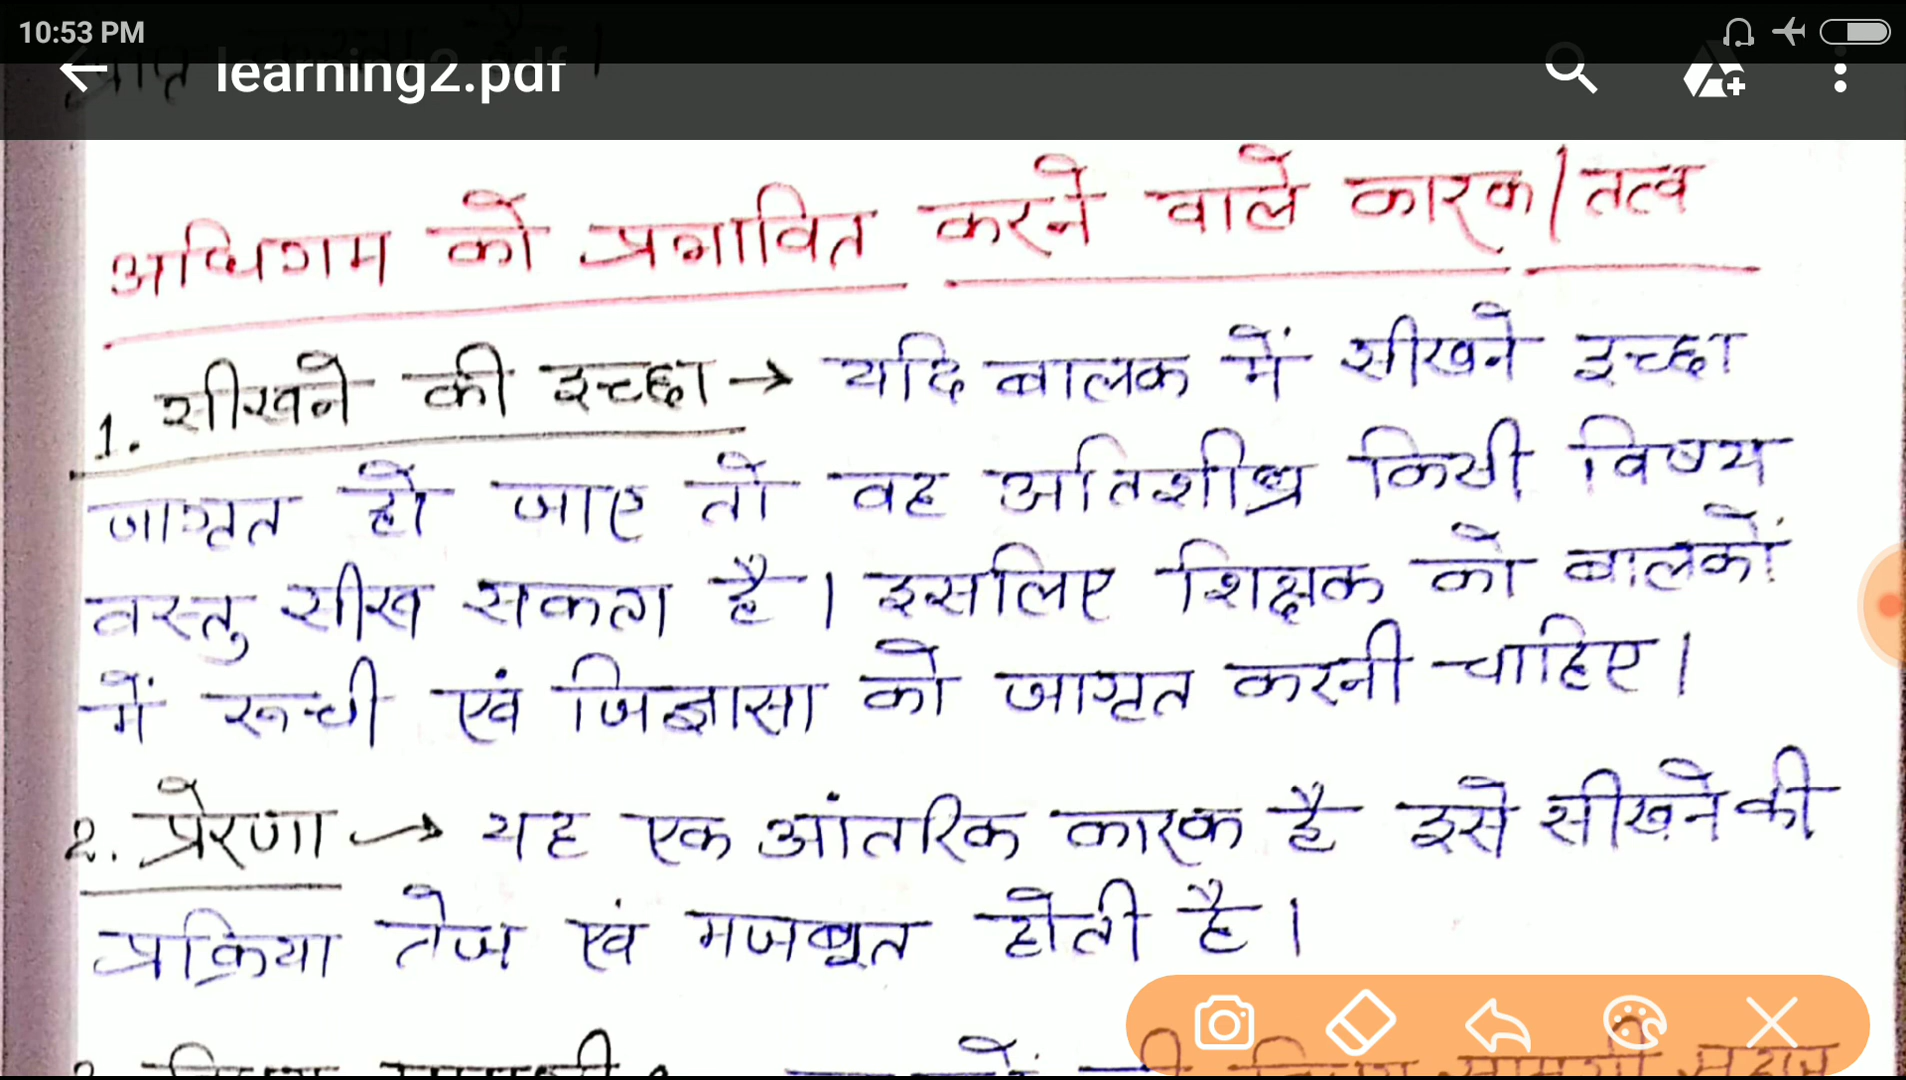 10:53 PM
learning2.pdf
अधिगम को प्रभावित करने वाले कारक/तत्व
1. सीखने की इच्छा → यदि बालक में सीखने इच्छा
जागृत हो जाए तो वह अतिशीघ्र किसी विषय
वस्तु सीख सकता है। इसलिए शिक्षक को बालकों
में रूची एवं जिज्ञासा को जागृत करनी चाहिए।
2. प्रेरणा → यह एक आंतरिक कारक है इसे सीखने की
प्रक्रिया तेज एवं मजबूत होती है।